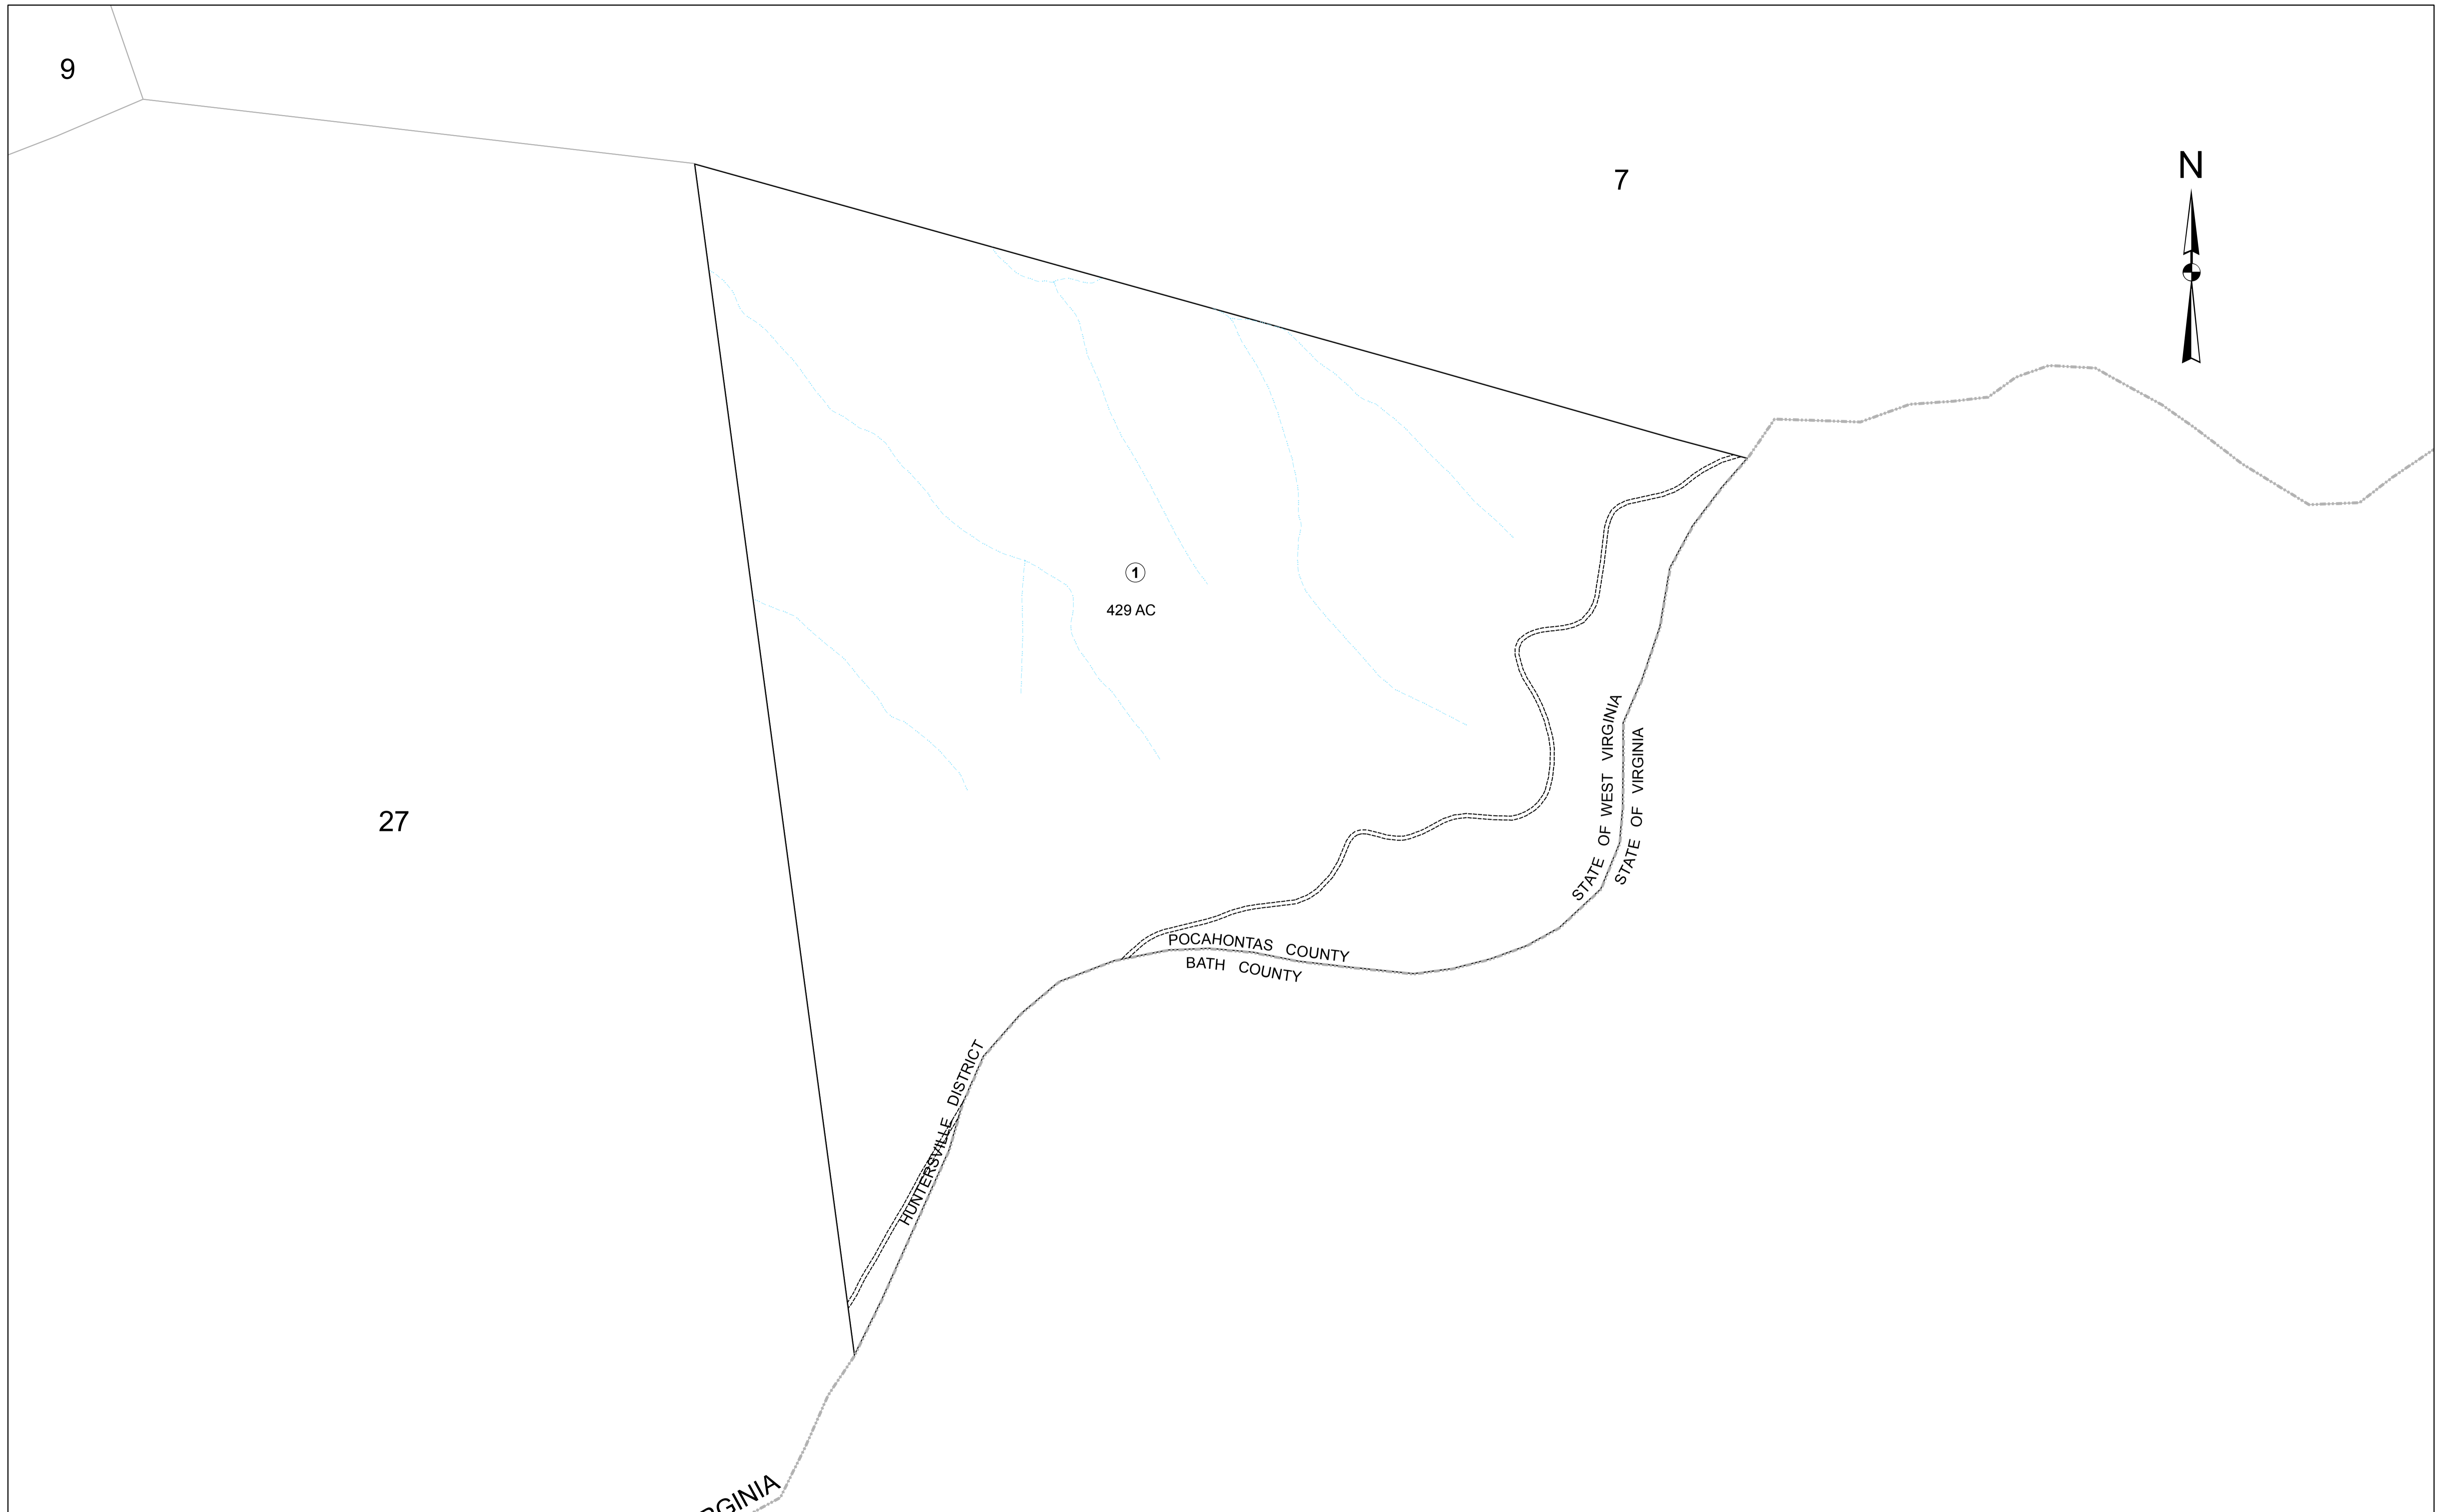 9
7
N
1
429 AC
STATE OF WEST VIRGINIA
STATE OF VIRGINIA
27
POCAHONTAS COUNTY
BATH COUNTY
HUNTERSVILLE DISTRICT